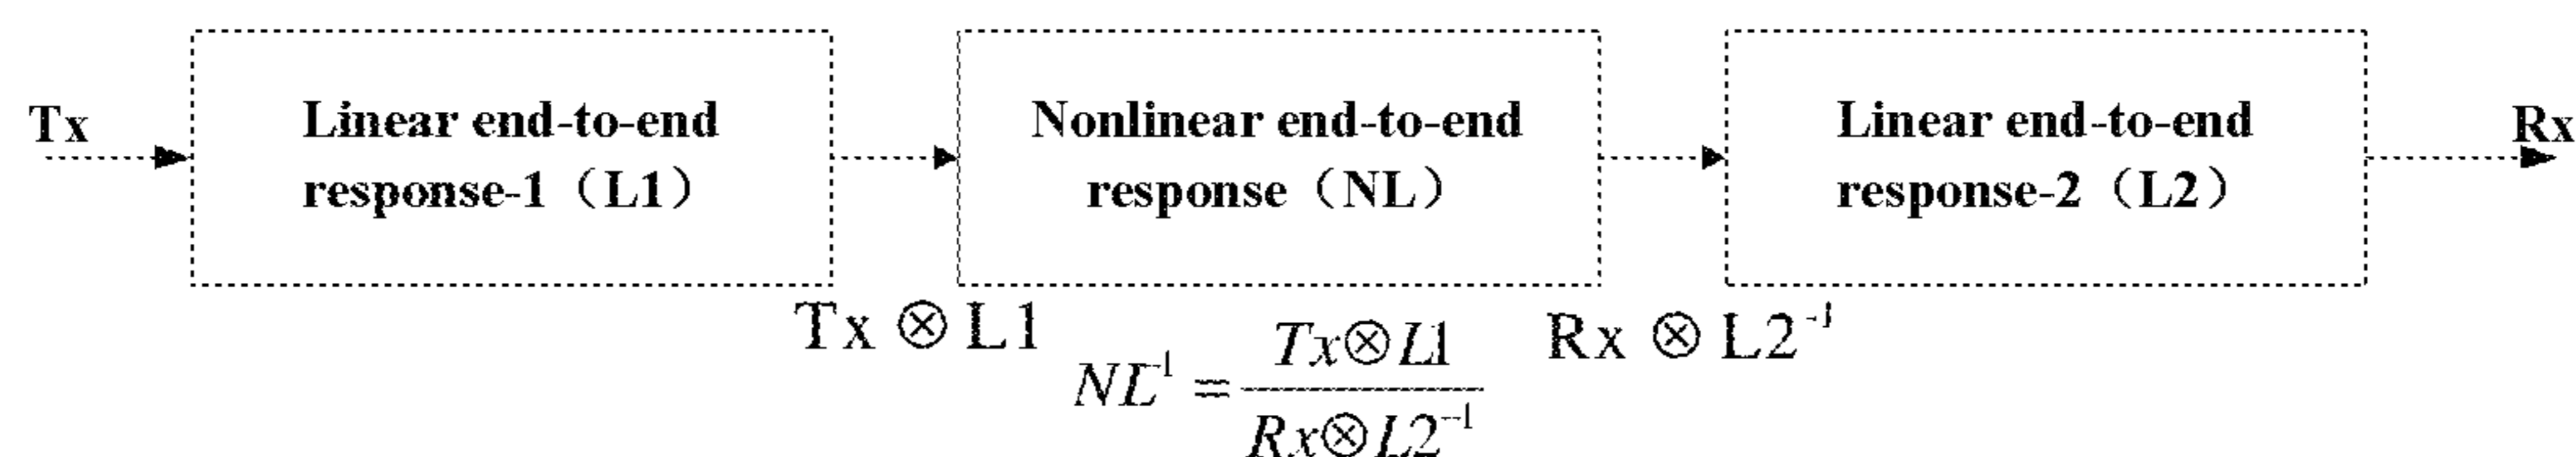 Tx
Linear end-to-end
response-1（L1）
Nonlinear end-to-end
response（NL）
Linear end-to-end
response-2（L2）
Rx
Tx ⊗ L1
NL⁻¹ = Tx⊗L1 / Rx⊗L2⁻¹
Rx ⊗ L2⁻¹